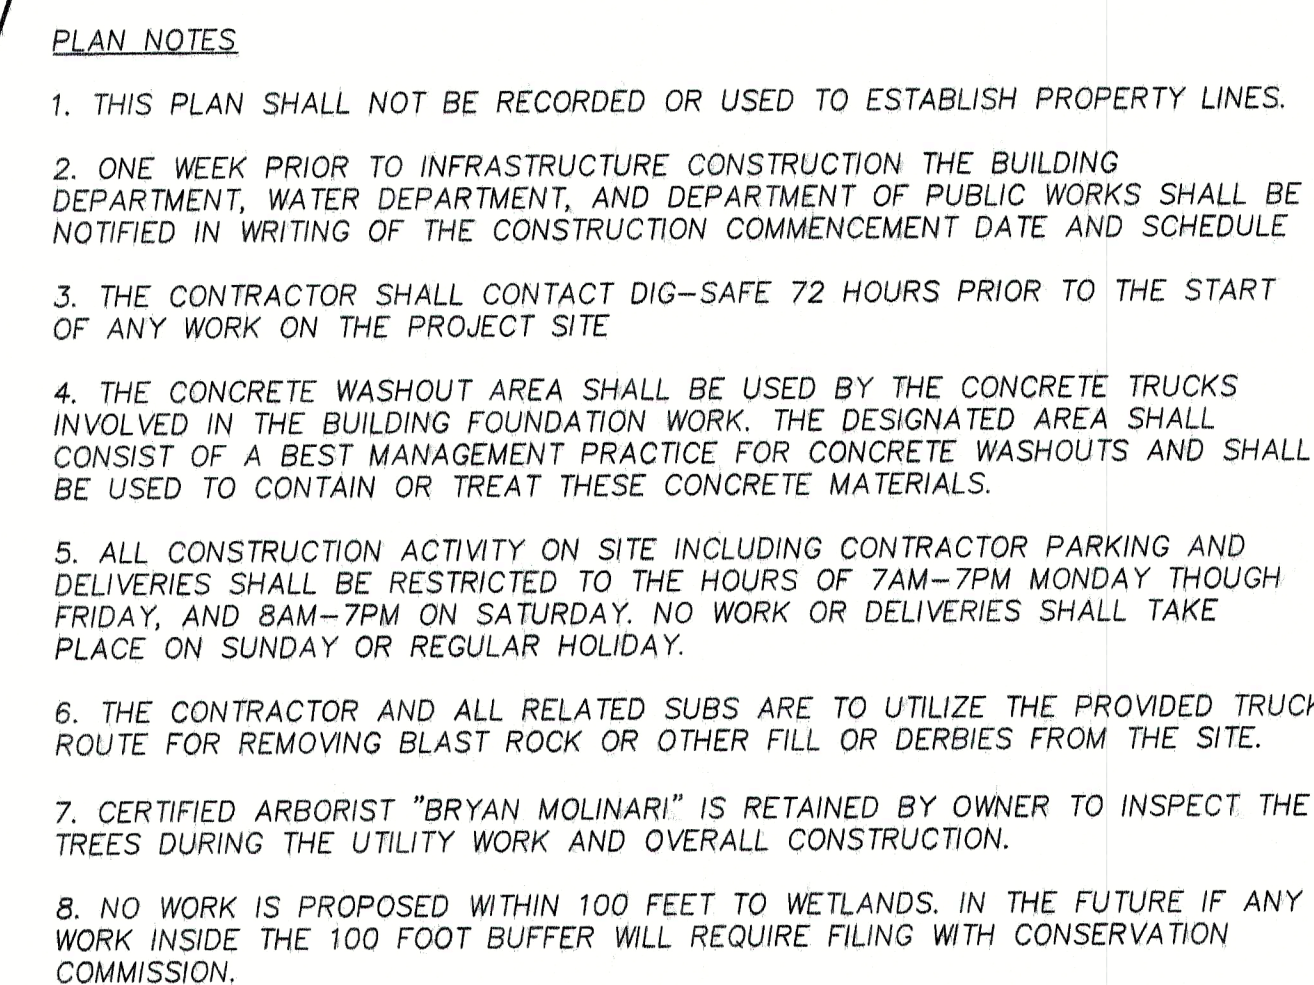 PLAN NOTES
1. THIS PLAN SHALL NOT BE RECORDED OR USED TO ESTABLISH PROPERTY LINES.
2. ONE WEEK PRIOR TO INFRASTRUCTURE CONSTRUCTION THE BUILDING
DEPARTMENT, WATER DEPARTMENT, AND DEPARTMENT OF PUBLIC WORKS SHALL BE
NOTIFIED IN WRITING OF THE CONSTRUCTION COMMENCEMENT DATE AND SCHEDULE
3. THE CONTRACTOR SHALL CONTACT DIG-SAFE 72 HOURS PRIOR TO THE START
OF ANY WORK ON THE PROJECT SITE
4. THE CONCRETE WASHOUT AREA SHALL BE USED BY THE CONCRETE TRUCKS
INVOLVED IN THE BUILDING FOUNDATION WORK. THE DESIGNATED AREA SHALL
CONSIST OF A BEST MANAGEMENT PRACTICE FOR CONCRETE WASHOUTS AND SHALL
BE USED TO CONTAIN OR TREAT THESE CONCRETE MATERIALS.
5. ALL CONSTRUCTION ACTIVITY ON SITE INCLUDING CONTRACTOR PARKING AND
DELIVERIES SHALL BE RESTRICTED TO THE HOURS OF 7AM-7PM MONDAY THOUGH
FRIDAY, AND 8AM-7PM ON SATURDAY. NO WORK OR DELIVERIES SHALL TAKE
PLACE ON SUNDAY OR REGULAR HOLIDAY.
6. THE CONTRACTOR AND ALL RELATED SUBS ARE TO UTILIZE THE PROVIDED TRUCK
ROUTE FOR REMOVING BLAST ROCK OR OTHER FILL OR DERBIES FROM THE SITE.
7. CERTIFIED ARBORIST "BRYAN MOLINARI" IS RETAINED BY OWNER TO INSPECT THE
TREES DURING THE UTILITY WORK AND OVERALL CONSTRUCTION.
8. NO WORK IS PROPOSED WITHIN 100 FEET TO WETLANDS. IN THE FUTURE IF ANY
WORK INSIDE THE 100 FOOT BUFFER WILL REQUIRE FILING WITH CONSERVATION
COMMISSION.